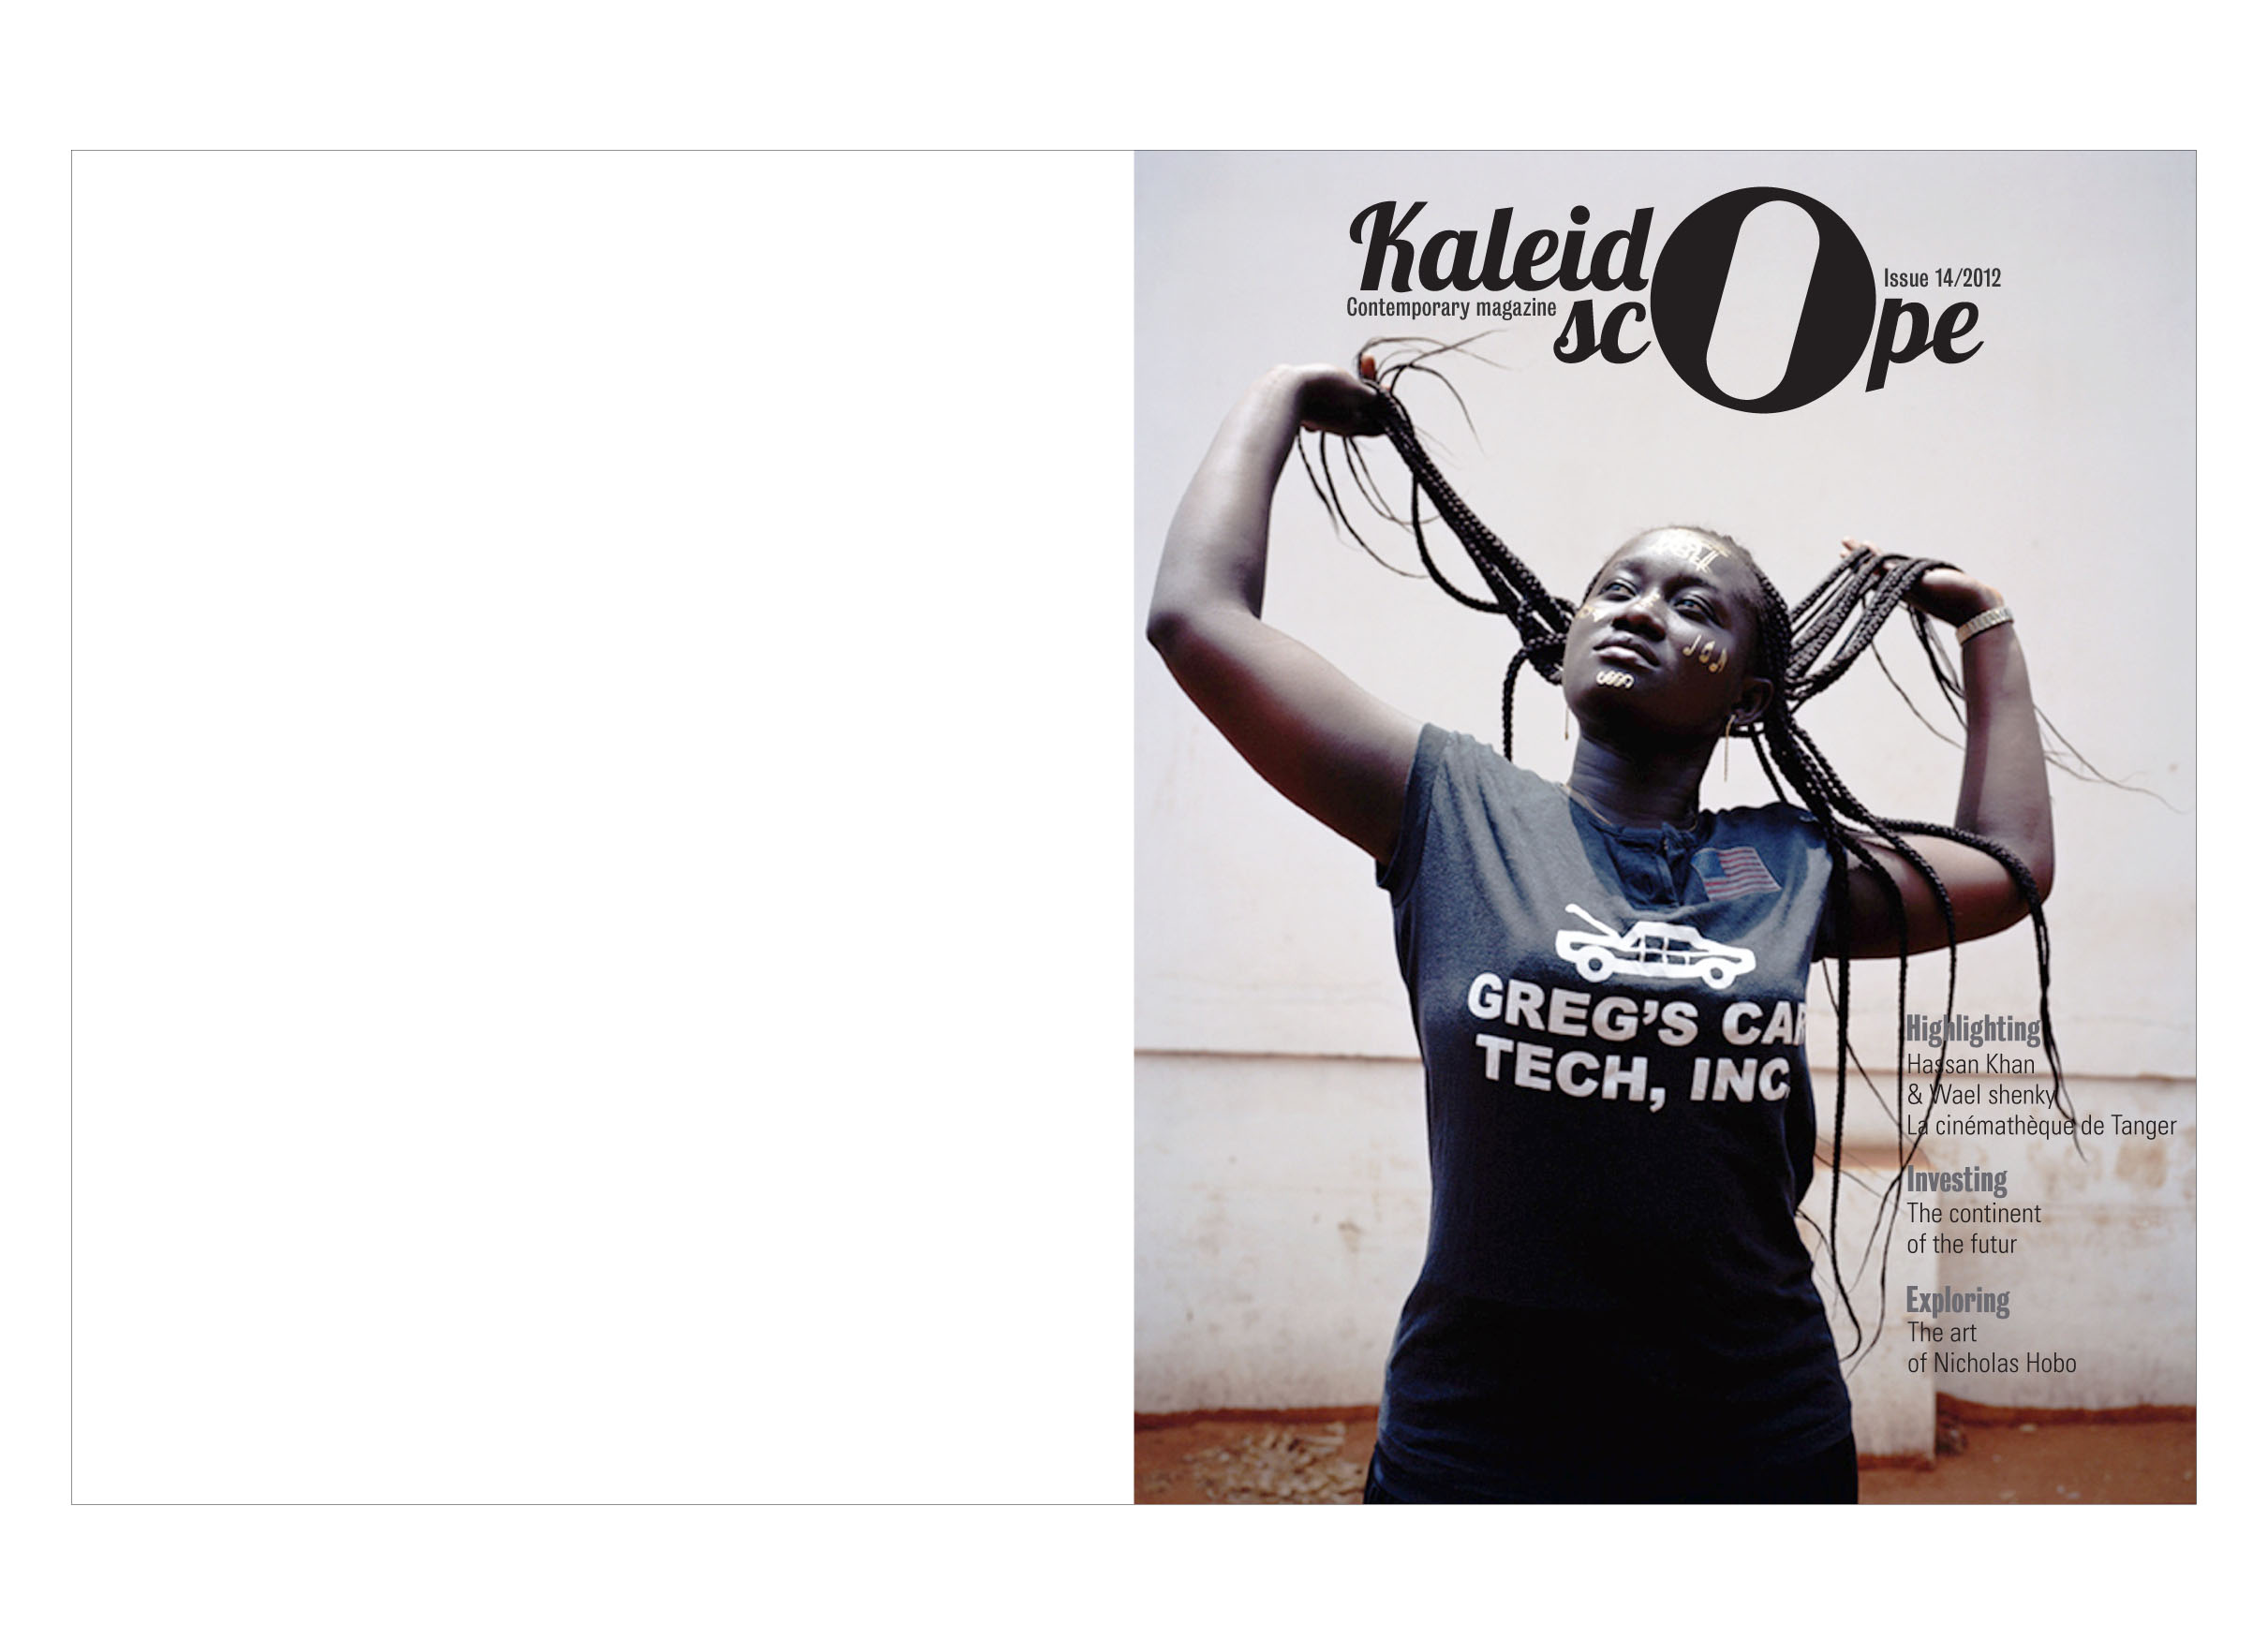 Kaleid
scOpe
Issue 14/2012
Contemporary magazine
GREG'S CAR
TECH, INC
Highlighting
Hassan Khan
& Wael shenky
La cinémathèque de Tanger
Investing
The continent
of the futur
Exploring
The art
of Nicholas Hobo